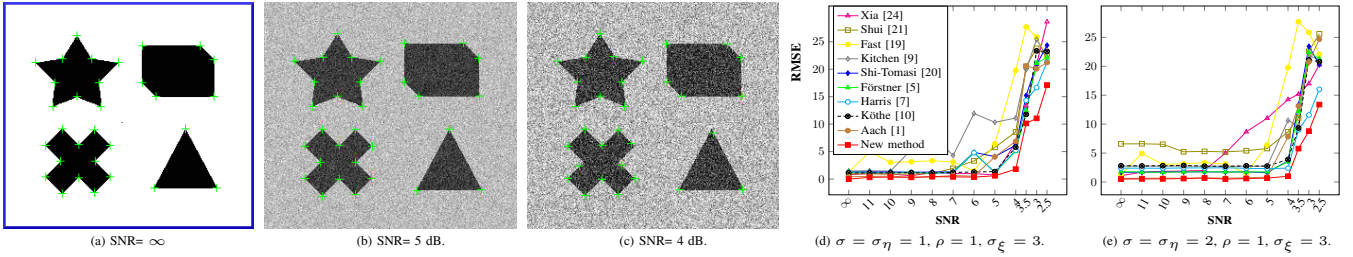 (a) SNR= ∞
(b) SNR= 5 dB.
(c) SNR= 4 dB.
RMSE
25
20
15
10
5
0
Xia [24]
Shui [21]
Fast [19]
Kitchen [9]
Shi-Tomasi [20]
Förstner [5]
Harris [7]
Köthe [10]
Aach [1]
New method
∞ 11 10 9 8 7 6 5 4 3.5 3 2.5
SNR
(d) σ = σ_η = 1, ρ = 1, σ_ξ = 3.
25
20
15
10
5
0
∞ 11 10 9 8 7 6 5 4 3.5 3 2.5
SNR
(e) σ = σ_η = 2, ρ = 1, σ_ξ = 3.